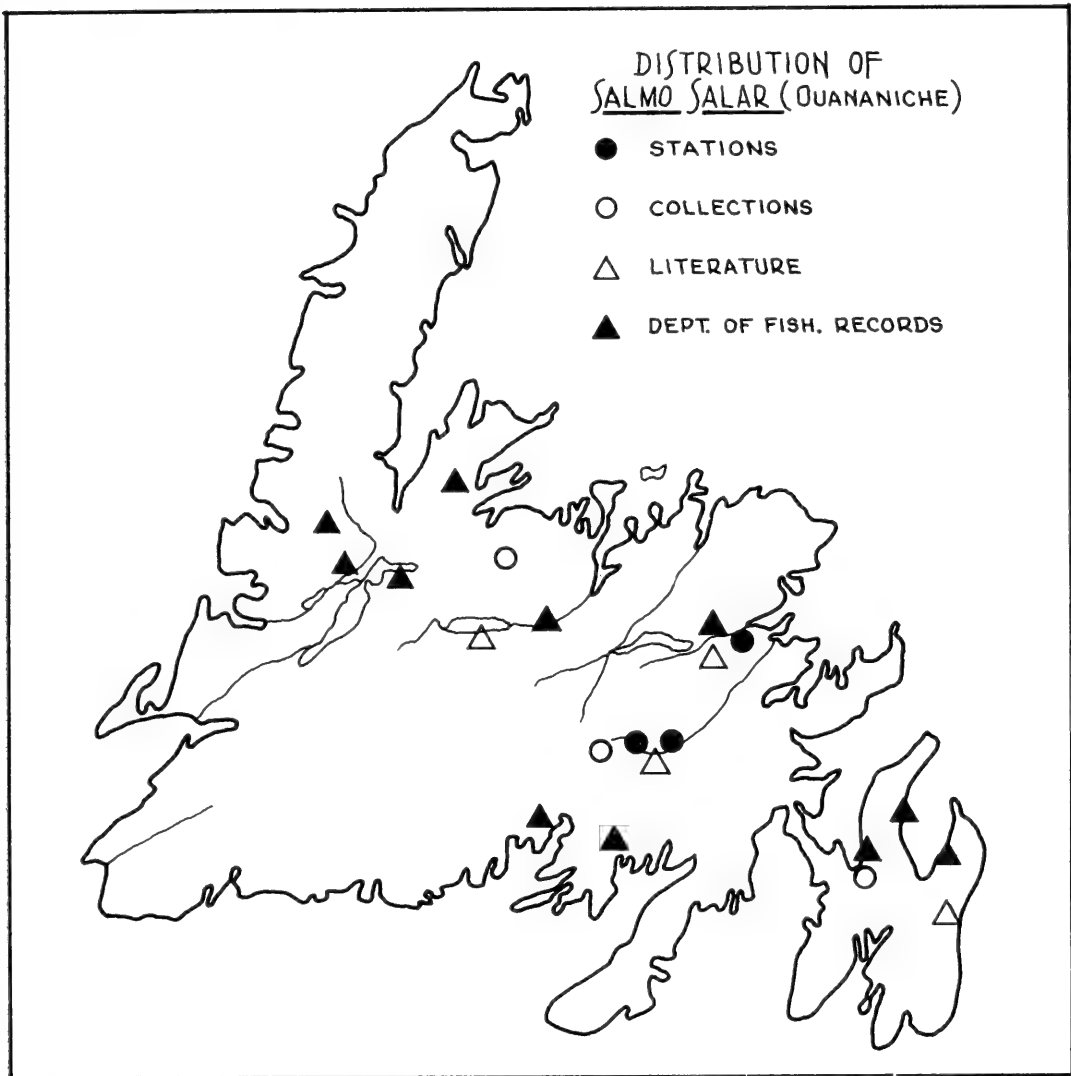 DISTRIBUTION OF
SALMO SALAR (OUANANICHE)
STATIONS
COLLECTIONS
LITERATURE
DEPT. OF FISH. RECORDS